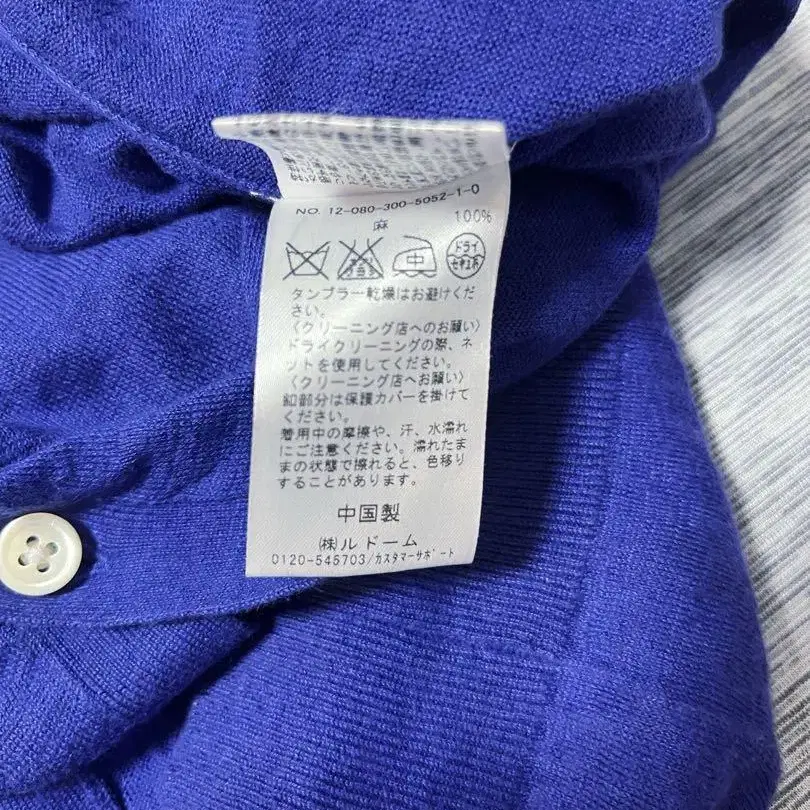 NO. 12-080-300-5052-1-0
麻 100%
中
ドライ
セキユ系
タンブラー乾燥はお避けくだ
さい。
〈クリーニング店へのお願い〉
ドライクリーニングの際、ネ
ットを使用してください。
〈クリーニング店へお願い〉
釦部分は保護カバーを掛けて
ください。
着用中の摩擦や、汗、水濡れ
にご注意ください。濡れたま
まの状態で擦れると、色移り
することがあります。
中国製
(株)ルドーム
0120-545703/カスタマーサポート